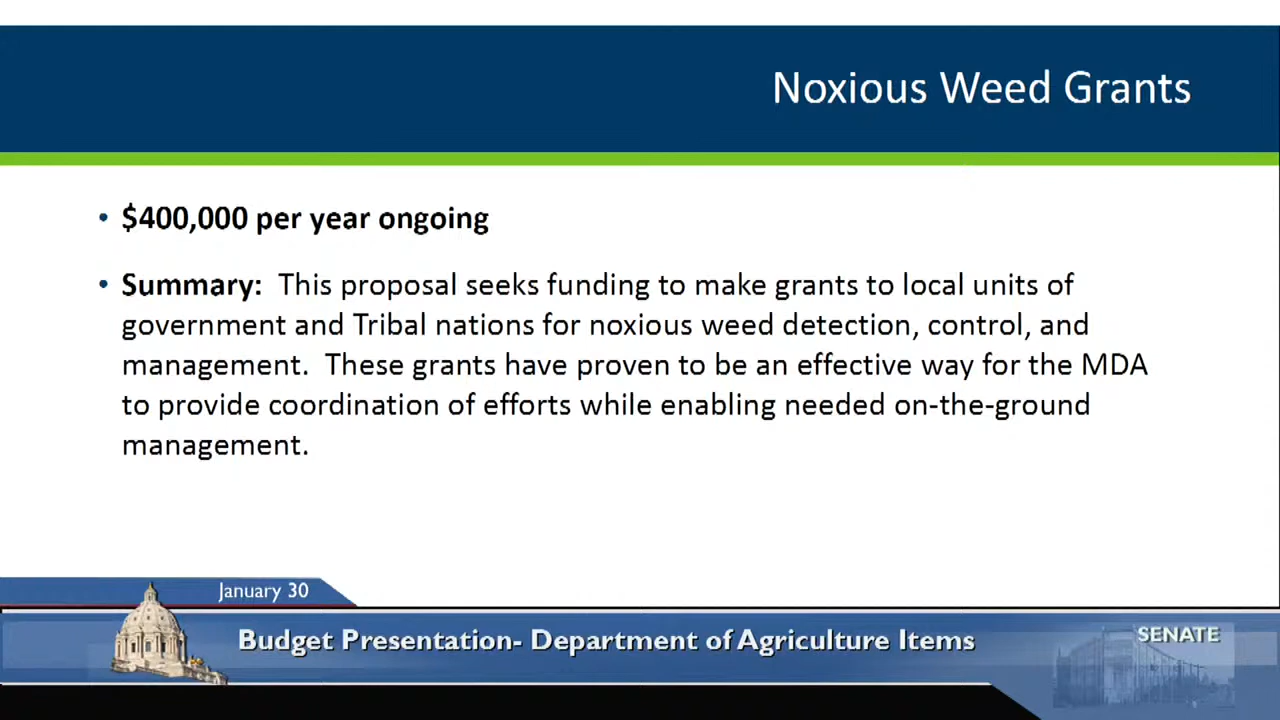 Noxious Weed Grants
• $400,000 per year ongoing
• Summary: This proposal seeks funding to make grants to local units of
government and Tribal nations for noxious weed detection, control, and
management. These grants have proven to be an effective way for the MDA
to provide coordination of efforts while enabling needed on-the-ground
management.
January 30
Budget Presentation- Department of Agriculture Items
SENATE